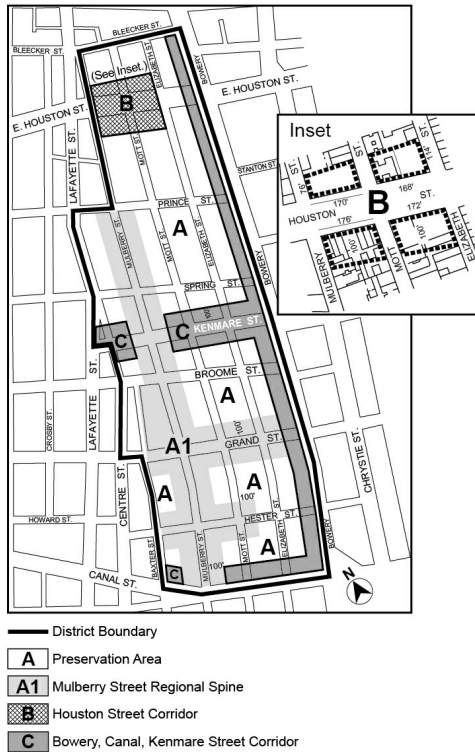 BLEECKER ST.
BLEECKER ST.
ELIZABETH ST.
BOWERY
(See Inset.)
E. HOUSTON ST.
E. HOUSTON ST.
B
LAFAYETTE ST.
MOTT ST.
STANTON ST.
PRINCE ST.
MULBERRY ST.
MOTT ST.
A
ELIZABETH ST.
BOWERY
SPRING ST.
100'
C
C
KENMARE ST.
BROOME ST.
CROSBY ST.
LAFAYETTE ST.
A
100'
A1
GRAND ST.
CHRYSTIE ST.
CENTRE ST.
A
A
100'
HOWARD ST.
HESTER ST.
A
BAXTER ST.
MULBERRY ST.
MOTT ST.
ELIZABETH
BOWERY
100'
C
CANAL ST.
N
Inset
ST.
ST.
114'
76'
170'
168'
B
HOUSTON
ST.
176'
172'
100'
100'
MULBERRY
MOTT
ELIZABETH
District Boundary
A Preservation Area
A1 Mulberry Street Regional Spine
B Houston Street Corridor
C Bowery, Canal, Kenmare Street Corridor